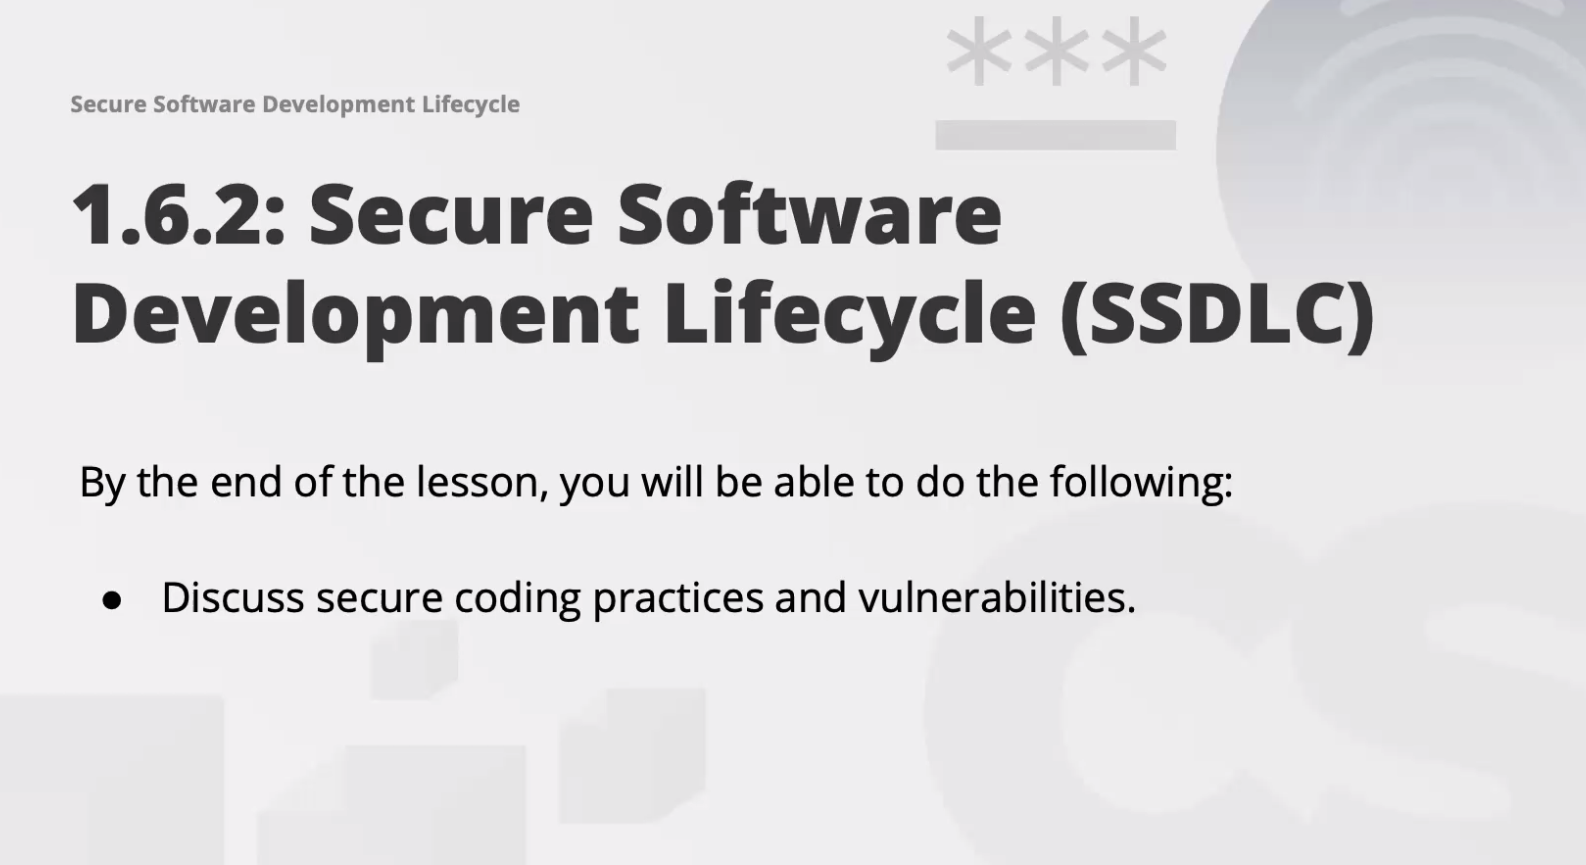 ***
Secure Software Development Lifecycle
1.6.2: Secure Software
Development Lifecycle (SSDLC)
By the end of the lesson, you will be able to do the following:
● Discuss secure coding practices and vulnerabilities.
CS